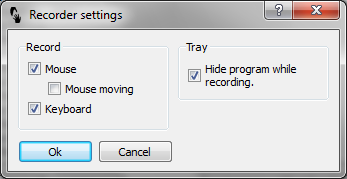 Recorder settings
?
Record
Mouse
Mouse moving
Keyboard
Tray
Hide program while
recording.
Ok
Cancel